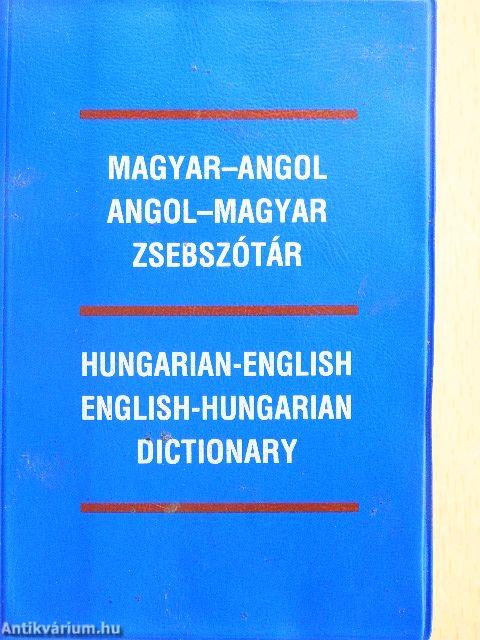 MAGYAR–ANGOL
ANGOL–MAGYAR
ZSEBSZÓTÁR
HUNGARIAN-ENGLISH
ENGLISH-HUNGARIAN
DICTIONARY
Antikvárium.hu